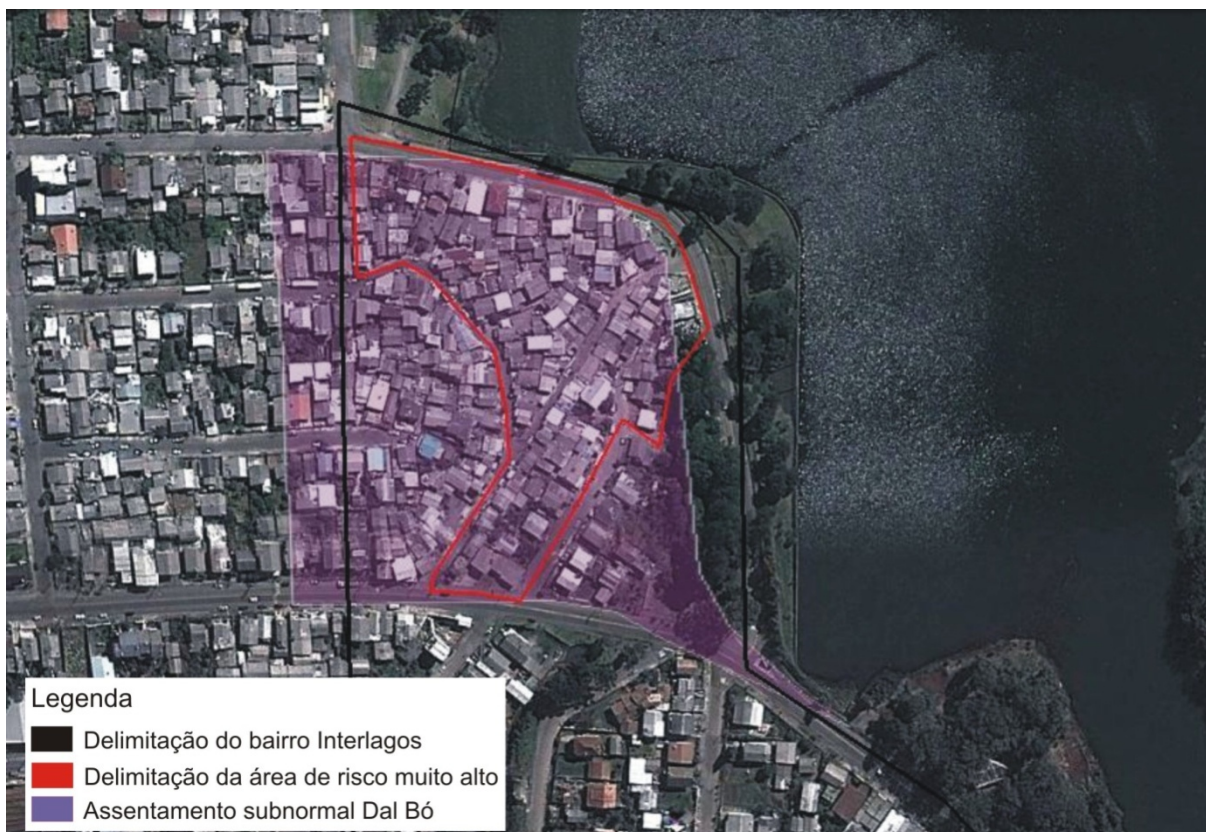 Legenda
Delimitação do bairro Interlagos
Delimitação da área de risco muito alto
Assentamento subnormal Dal Bó